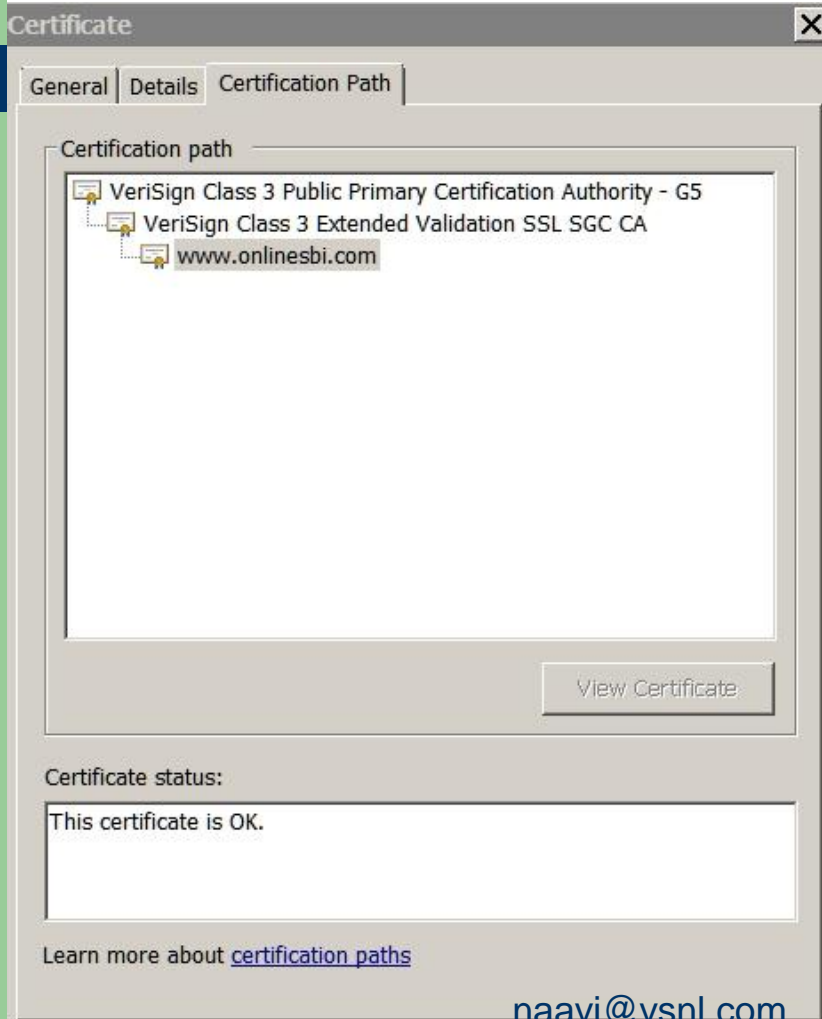 Certificate
General Details Certification Path
Certification path
VeriSign Class 3 Public Primary Certification Authority - G5
VeriSign Class 3 Extended Validation SSL SGC CA
www.onlinesbi.com
View Certificate
Certificate status:
This certificate is OK.
Learn more about certification paths
naavi@vsnl.com